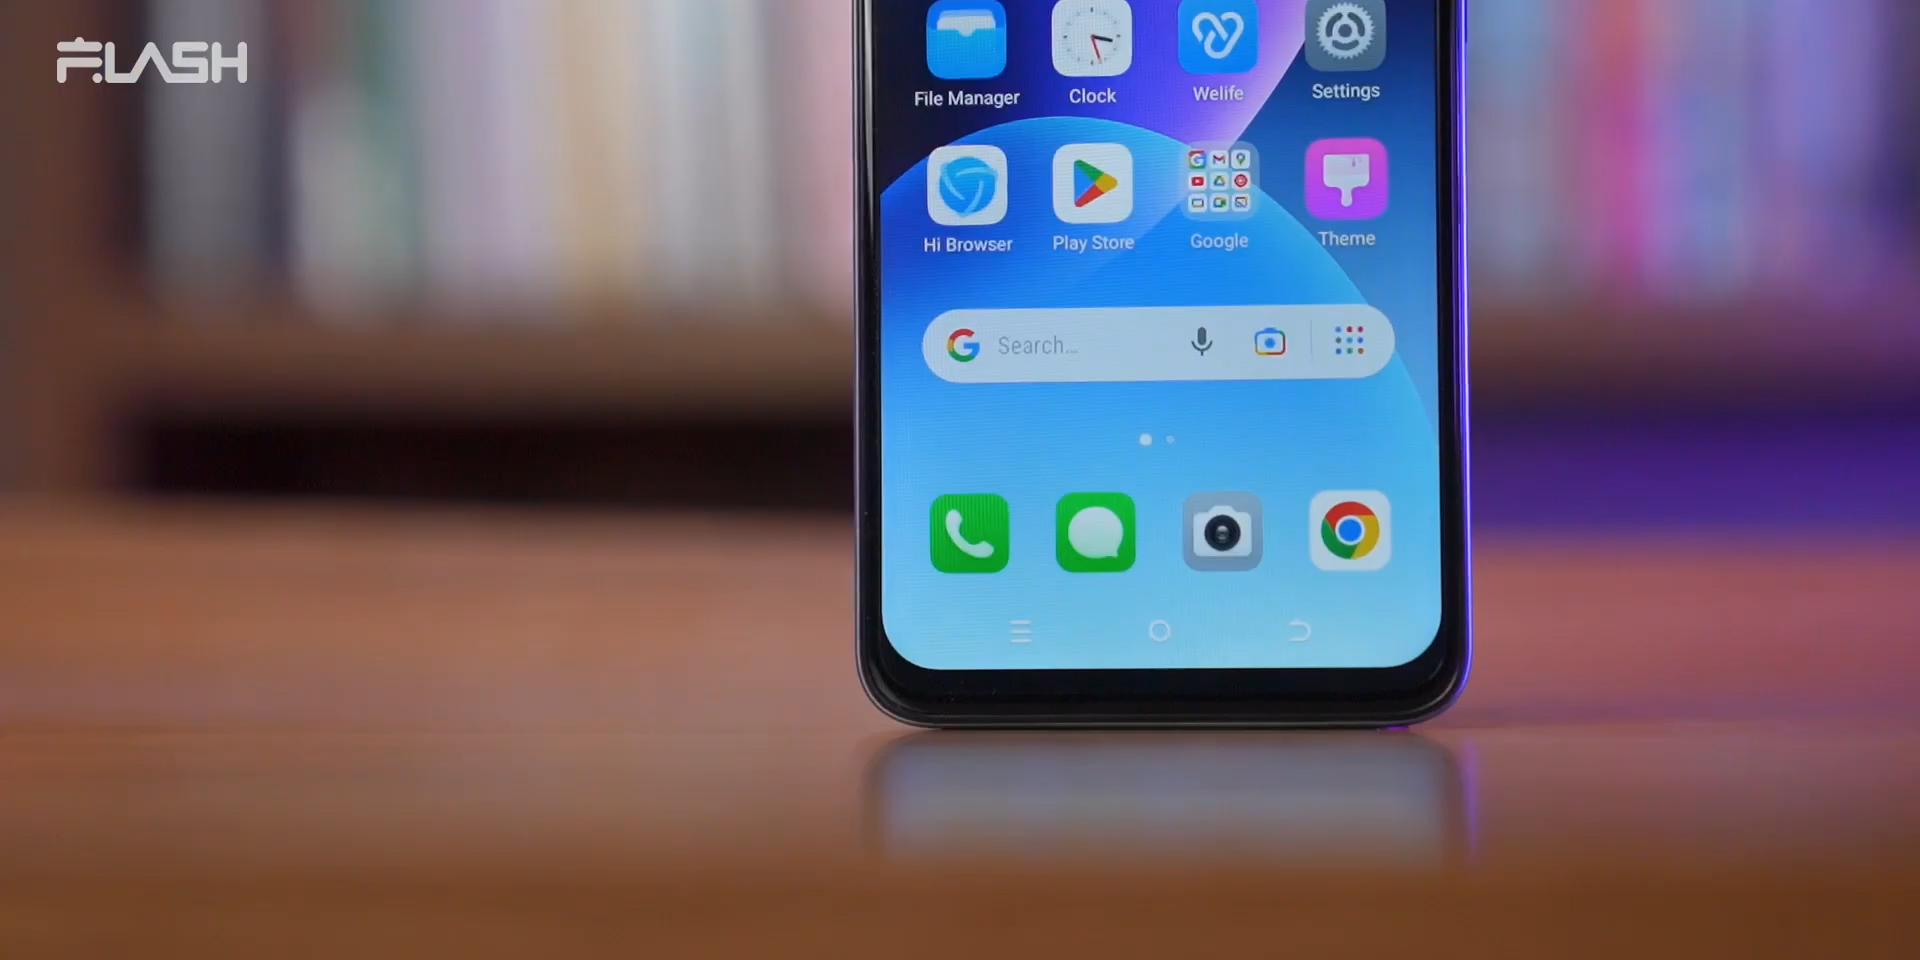 FLASH
File Manager
Clock
Welife
Settings
Hi Browser
Play Store
Google
Theme
Search...